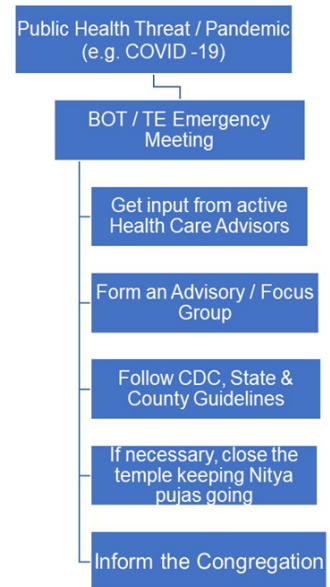 Public Health Threat / Pandemic
(e.g. COVID -19)
BOT / TE Emergency
Meeting
Get input from active
Health Care Advisors
Form an Advisory / Focus
Group
Follow CDC, State &
County Guidelines
If necessary, close the
temple keeping Nitya
pujas going
Inform the Congregation